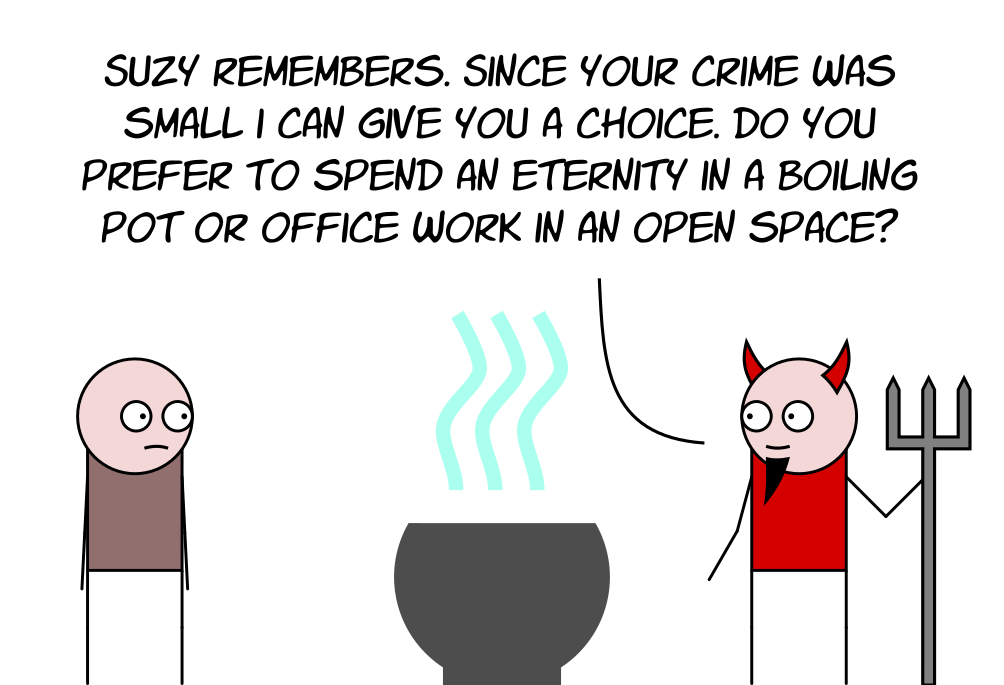 SUZY REMEMBERS. SINCE YOUR CRIME WAS
SMALL I CAN GIVE YOU A CHOICE. DO YOU
PREFER TO SPEND AN ETERNITY IN A BOILING
POT OR OFFICE WORK IN AN OPEN SPACE?